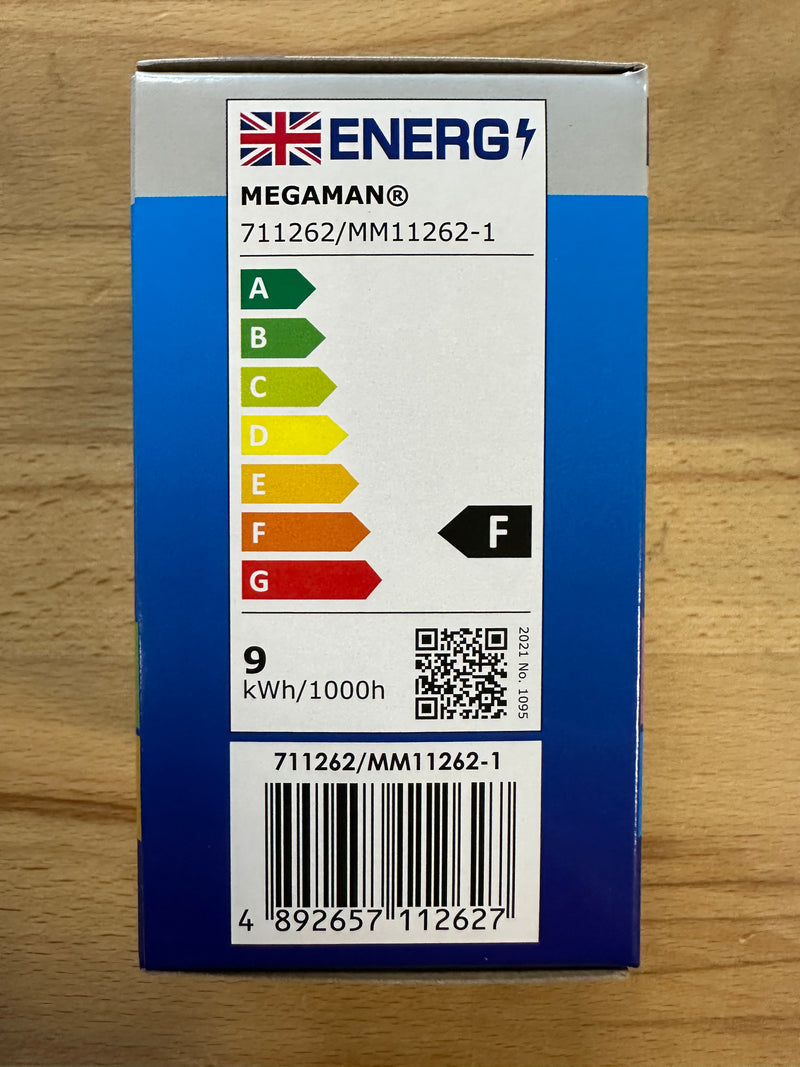 ENERG
MEGAMAN®
711262/MM11262-1
A
B
C
D
E
F
F
G
9
kWh/1000h
2021 No. 1095
711262/MM11262-1
4 892657 112627